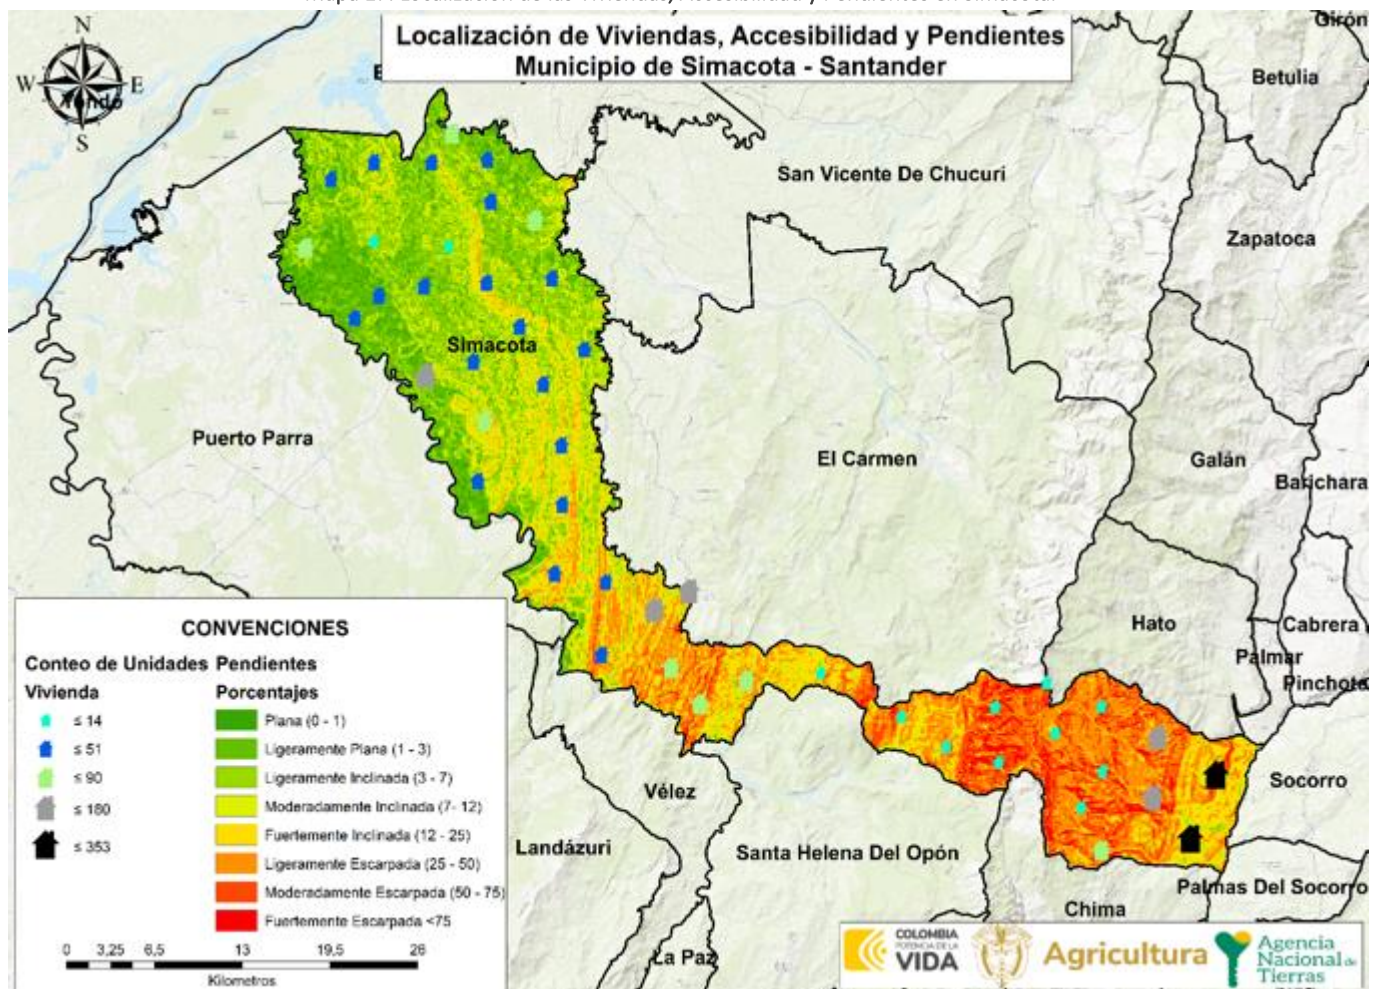 Localización de Viviendas, Accesibilidad y Pendientes
Municipio de Simacota - Santander
N
W
E
S
Yondó
Girón
Betulia
San Vicente De Chucurí
Zapatoca
Simacota
Puerto Parra
El Carmen
Galán
Barichara
Hato
Cabrera
Palmar
Pinchote
Socorro
Vélez
Landázuri
Santa Helena Del Opón
Palmas Del Socorro
Chima
La Paz
CONVENCIONES
Conteo de Unidades
Vivienda
≤ 14
≤ 51
≤ 90
≤ 180
≤ 353
Pendientes
Porcentajes
Plana (0 - 1)
Ligeramente Plana (1 - 3)
Ligeramente Inclinada (3 - 7)
Moderadamente Inclinada (7- 12)
Fuertemente Inclinada (12 - 25)
Ligeramente Escarpada (25 - 50)
Moderadamente Escarpada (50 - 75)
Fuertemente Escarpada <75
0 3,25 6,5 13 19,5 26
Kilometros
COLOMBIA
POTENCIA DE LA
VIDA
Agricultura
Agencia
Nacional de
Tierras